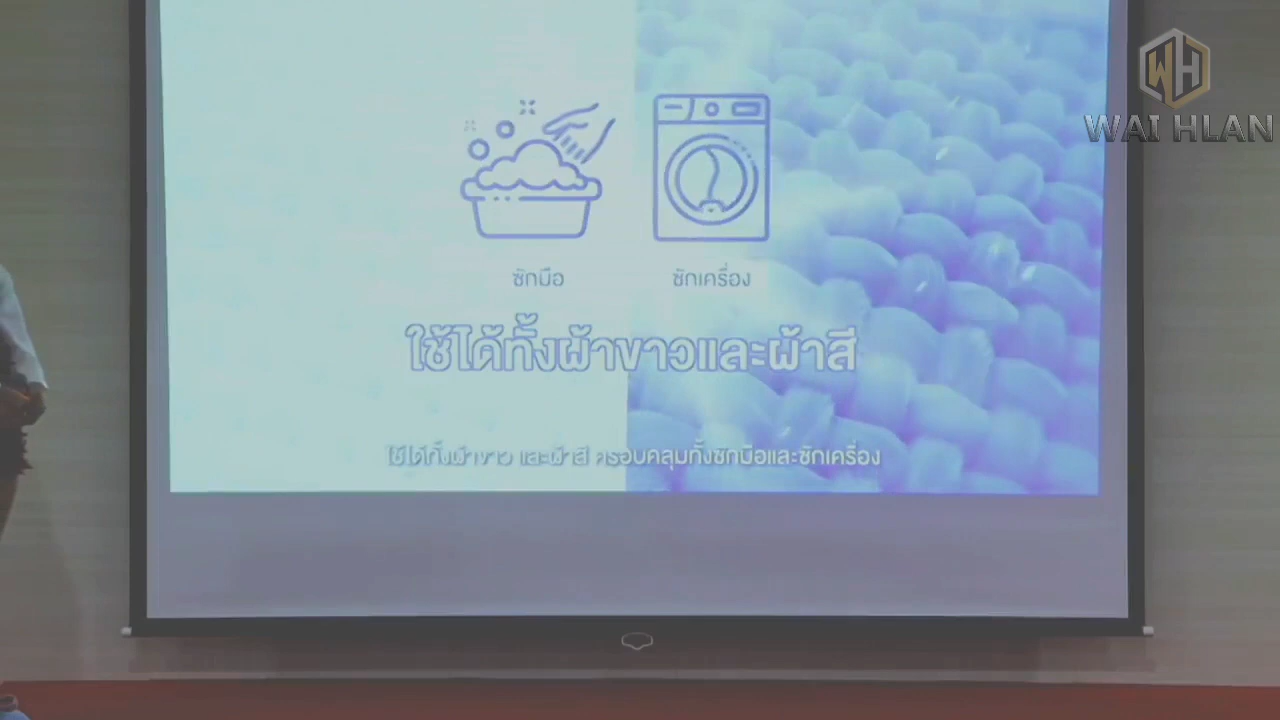 WH
WAI HLAN
ซักมือ
ซักเครื่อง
ใช้ได้ทั้งผ้าขาวและผ้าสี
ใช้ได้ทั้งผ้าขาว และผ้าสี ครอบคลุมทั้งซักมือและซักเครื่อง